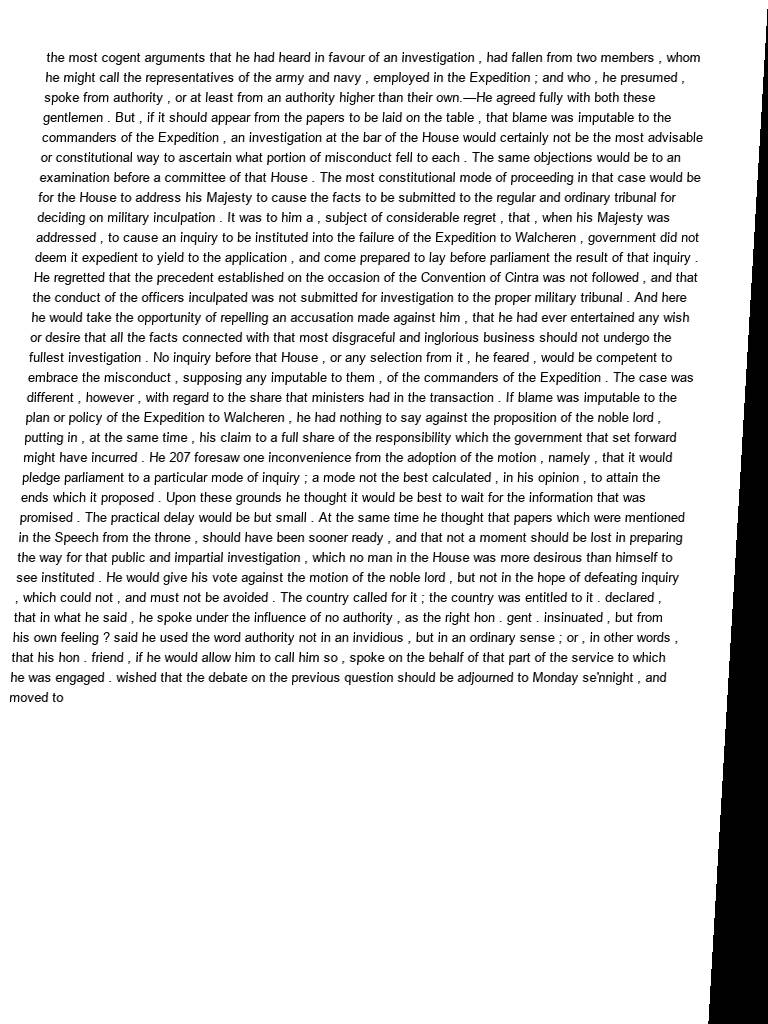 the most cogent arguments that he had heard in favour of an investigation , had fallen from two members , whom
he might call the representatives of the army and navy , employed in the Expedition ; and who , he presumed ,
spoke from authority , or at least from an authority higher than their own.—He agreed fully with both these
gentlemen . But , if it should appear from the papers to be laid on the table , that blame was imputable to the
commanders of the Expedition , an investigation at the bar of the House would certainly not be the most advisable
or constitutional way to ascertain what portion of misconduct fell to each . The same objections would be to an
examination before a committee of that House . The most constitutional mode of proceeding in that case would be
for the House to address his Majesty to cause the facts to be submitted to the regular and ordinary tribunal for
deciding on military inculpation . It was to him a , subject of considerable regret , that , when his Majesty was
addressed , to cause an inquiry to be instituted into the failure of the Expedition to Walcheren , government did not
deem it expedient to yield to the application , and come prepared to lay before parliament the result of that inquiry .
He regretted that the precedent established on the occasion of the Convention of Cintra was not followed , and that
the conduct of the officers inculpated was not submitted for investigation to the proper military tribunal . And here
he would take the opportunity of repelling an accusation made against him , that he had ever entertained any wish
or desire that all the facts connected with that most disgraceful and inglorious business should not undergo the
fullest investigation . No inquiry before that House , or any selection from it , he feared , would be competent to
embrace the misconduct , supposing any imputable to them , of the commanders of the Expedition . The case was
different , however , with regard to the share that ministers had in the transaction . If blame was imputable to the
plan or policy of the Expedition to Walcheren , he had nothing to say against the proposition of the noble lord ,
putting in , at the same time , his claim to a full share of the responsibility which the government that set forward
might have incurred . He 207 foresaw one inconvenience from the adoption of the motion , namely , that it would
pledge parliament to a particular mode of inquiry ; a mode not the best calculated , in his opinion , to attain the
ends which it proposed . Upon these grounds he thought it would be best to wait for the information that was
promised . The practical delay would be but small . At the same time he thought that papers which were mentioned
in the Speech from the throne , should have been sooner ready , and that not a moment should be lost in preparing
the way for that public and impartial investigation , which no man in the House was more desirous than himself to
see instituted . He would give his vote against the motion of the noble lord , but not in the hope of defeating inquiry
, which could not , and must not be avoided . The country called for it ; the country was entitled to it . declared ,
that in what he said , he spoke under the influence of no authority , as the right hon . gent . insinuated , but from
his own feeling ? said he used the word authority not in an invidious , but in an ordinary sense ; or , in other words ,
that his hon . friend , if he would allow him to call him so , spoke on the behalf of that part of the service to which
he was engaged . wished that the debate on the previous question should be adjourned to Monday se'nnight , and
moved to